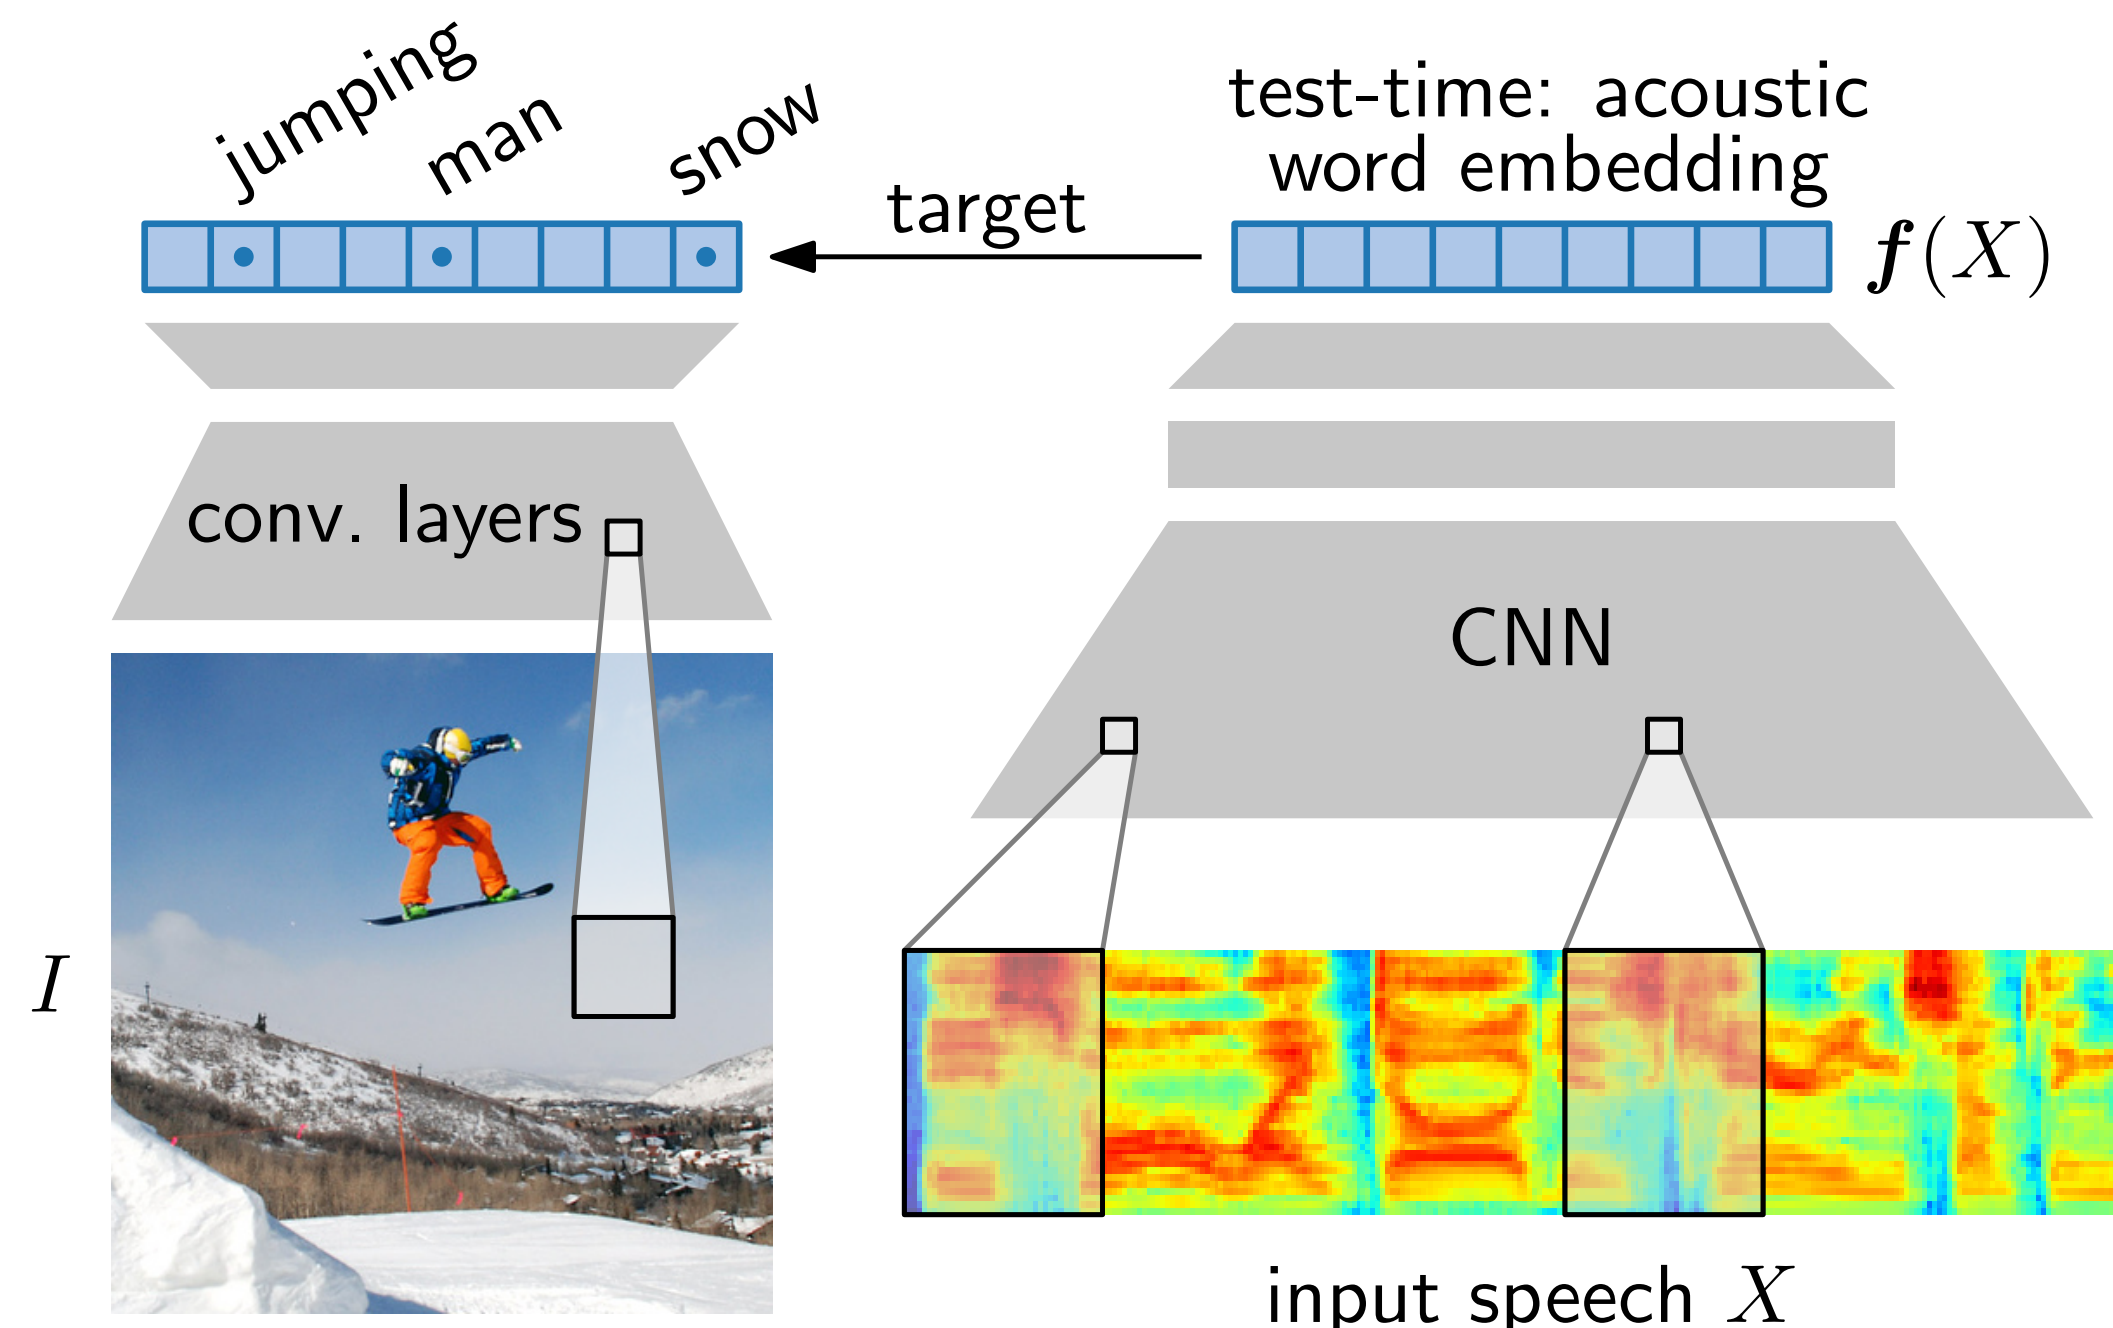 jumping
man
snow
test-time: acoustic
word embedding
target
f(X)
conv. layers
CNN
I
input speech X